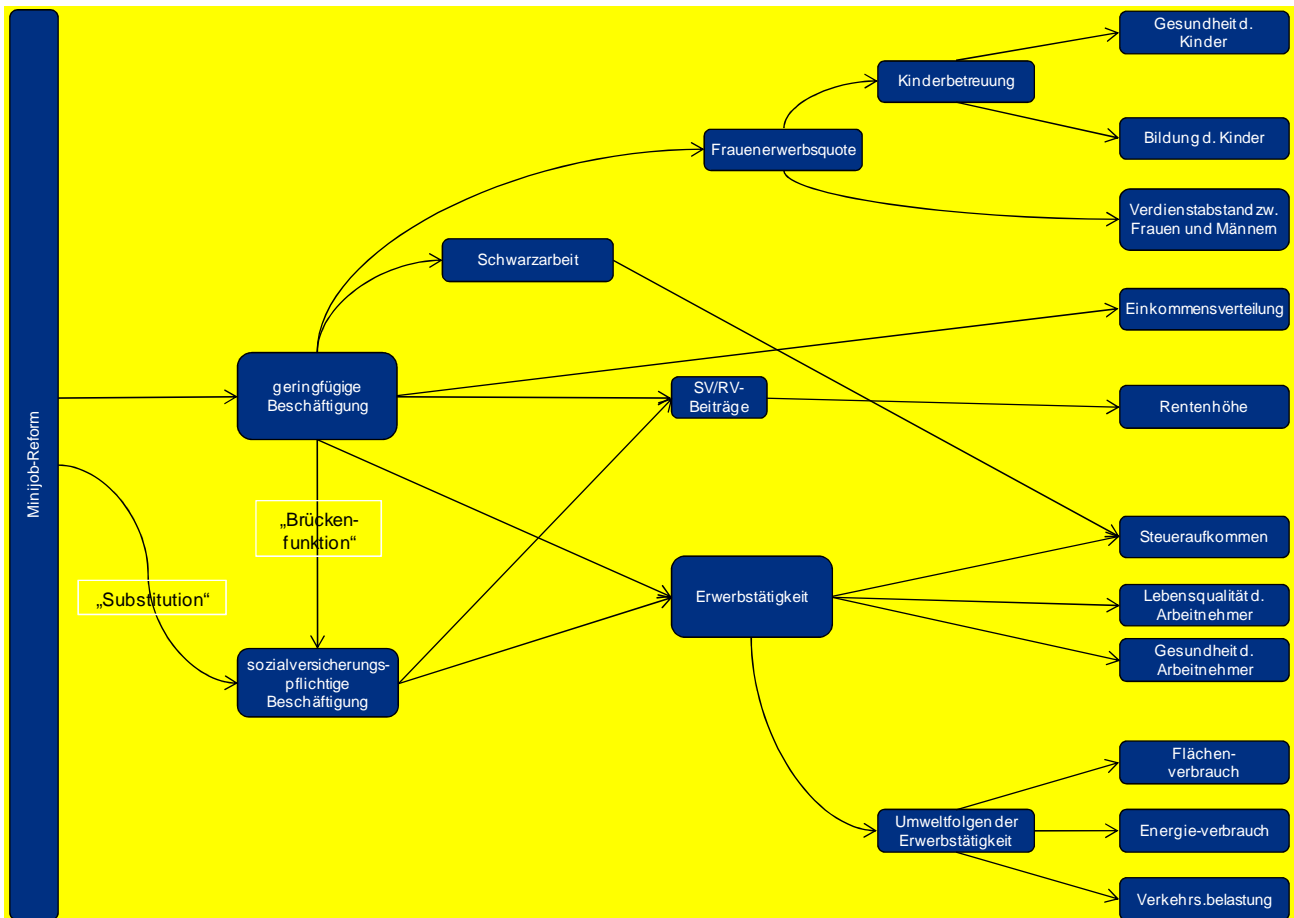 Minijob-Reform
Gesundheit d.
Kinder
Kinderbetreuung
Bildung d. Kinder
Frauenerwerbsquote
Verdienstabstand zw.
Frauen und Männern
Schwarzarbeit
Einkommensverteilung
geringfügige
Beschäftigung
SV/RV-
Beiträge
Rentenhöhe
„Brücken-
funktion“
Steueraufkommen
„Substitution“
Erwerbstätigkeit
Lebensqualität d.
Arbeitnehmer
Gesundheit d.
Arbeitnehmer
sozialversicherungs-
pflichtige
Beschäftigung
Flächen-
verbrauch
Umweltfolgen der
Erwerbstätigkeit
Energie-verbrauch
Verkehrs.belastung